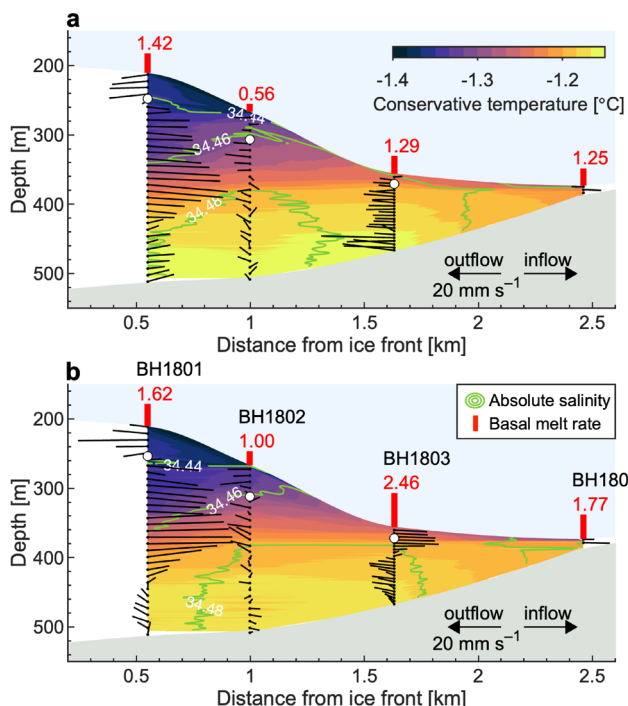 a
1.42
0.56
1.29
1.25
-1.4 -1.3 -1.2
Conservative temperature [°C]
34.44
34.46
34.48
200
300
400
500
Depth [m]
outflow inflow
20 mm s⁻¹
0.5 1 1.5 2 2.5
Distance from ice front [km]
b
BH1801
1.62
BH1802
1.00
BH1803
2.46
BH180
1.77
Absolute salinity
Basal melt rate
34.44
34.46
34.48
200
300
400
500
Depth [m]
outflow inflow
20 mm s⁻¹
0.5 1 1.5 2 2.5
Distance from ice front [km]